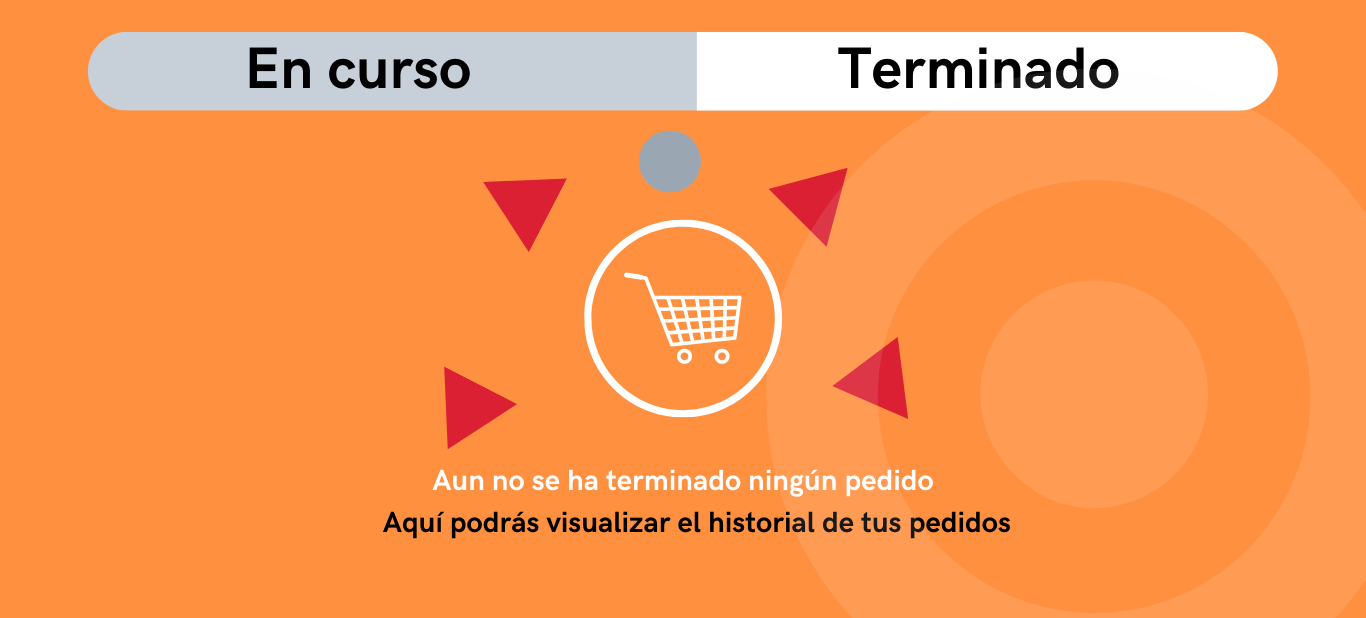 En curso
Terminado
Aun no se ha terminado ningún pedido
Aquí podrás visualizar el historial de tus pedidos